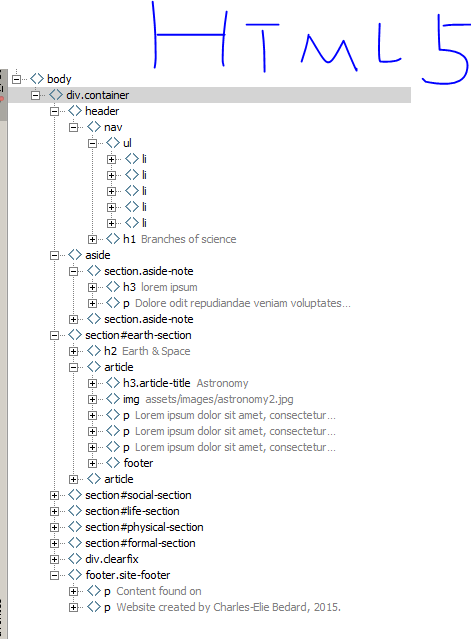 HTML5
body
div.container
header
nav
ul
li
li
li
li
li
h1 Branches of science
aside
section.aside-note
h3 lorem ipsum
p Dolore odit repudiandae veniam voluptates...
section.aside-note
section#earth-section
h2 Earth & Space
article
h3.article-title Astronomy
img assets/images/astronomy2.jpg
p Lorem ipsum dolor sit amet, consectetur...
p Lorem ipsum dolor sit amet, consectetur...
p Lorem ipsum dolor sit amet, consectetur...
footer
article
section#social-section
section#life-section
section#physical-section
section#formal-section
div.clearfix
footer.site-footer
p Content found on
p Website created by Charles-Elie Bedard, 2015.